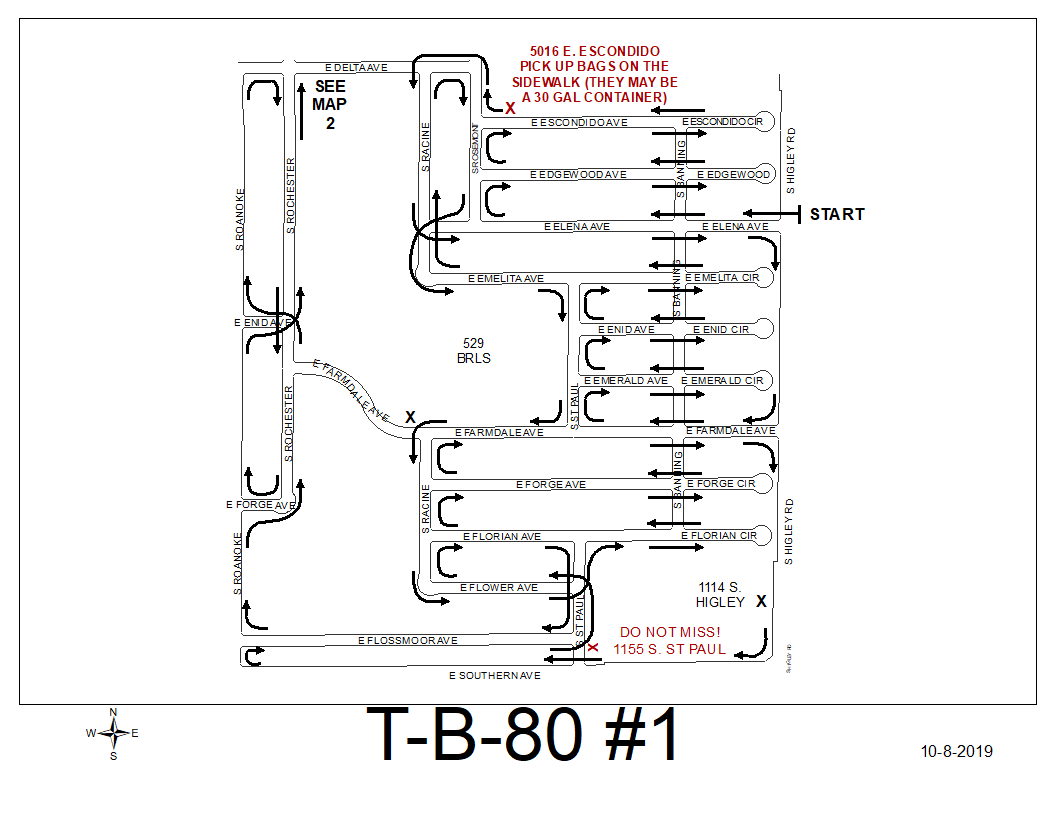 5016 E. ESCONDIDO
PICK UP BAGS ON THE
SIDEWALK (THEY MAY BE
A 30 GAL CONTAINER)
E DELTA AVE
SEE
MAP
2
X
E ESCONDIDO AVE
E ESCONDIDO CIR
S RACINE
S ROSEMONT
S BANNING
S HIGLEY RD
S ROCHESTER
S ROANOKE
E EDGEWOOD AVE
E EDGEWOOD
START
E ELENA AVE
E ELENA AVE
E EMELITA AVE
S BANNING
E EMELITA CIR
E ENID AVE
529
BRLS
E ENID AVE
E ENID CIR
E FARMDALE AVE
E EMERALD AVE
E EMERALD CIR
S ROCHESTER
X
S ST PAUL
E FARMDALE AVE
E FARMDALE AVE
E FORGE AVE
S RACINE
E FORGE AVE
S BANNING
E FORGE CIR
S HIGLEY RD
S ROANOKE
E FLORIAN AVE
E FLORIAN CIR
E FLOWER AVE
S ST PAUL
1114 S.
HIGLEY X
E FLOSSMOOR AVE
DO NOT MISS!
X 1155 S. ST PAUL
S HIGLEY RD
E SOUTHERN AVE
N
W E
S
T-B-80 #1
10-8-2019